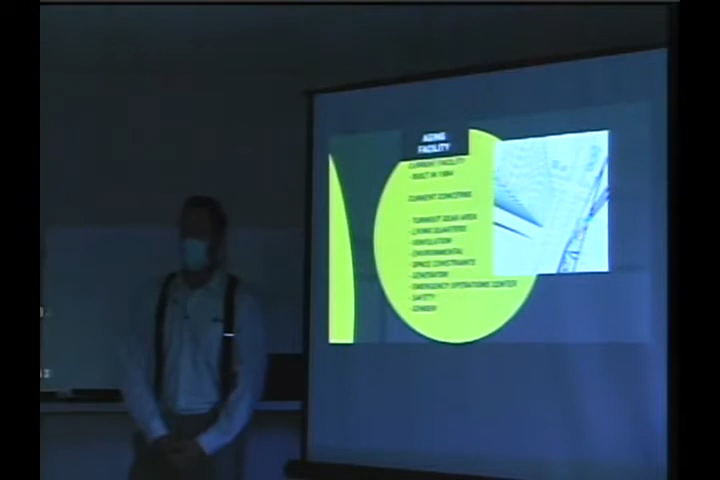 AGING
FACILITY
CURRENT FACILITY
- BUILT IN 1984
CURRENT CONCERNS
- TURNOUT GEAR AREA
- LIVING QUARTERS
- VENTILATION
- ENVIRONMENTAL
- SPACE CONSTRAINTS
- GENERATOR
- EMERGENCY OPERATIONS CENTER
- SAFETY
- GENDER